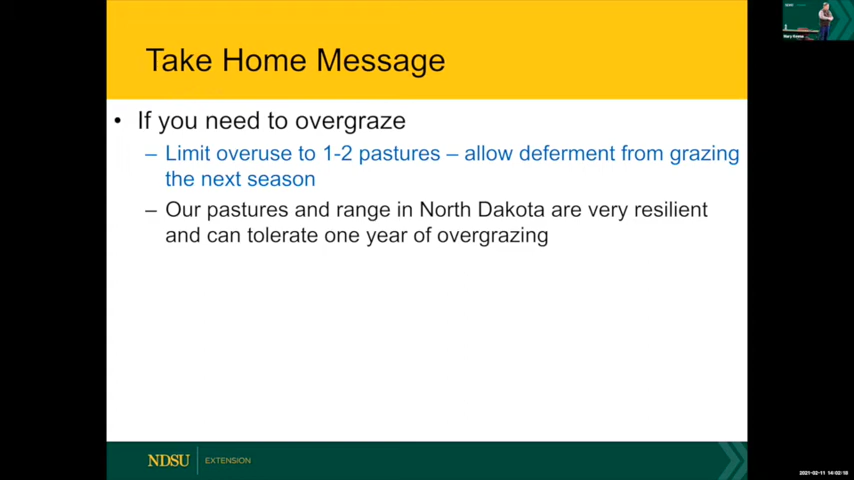 Take Home Message
• If you need to overgraze
– Limit overuse to 1-2 pastures – allow deferment from grazing
the next season
– Our pastures and range in North Dakota are very resilient
and can tolerate one year of overgrazing
NDSU EXTENSION
2021-02-11 14:02:18